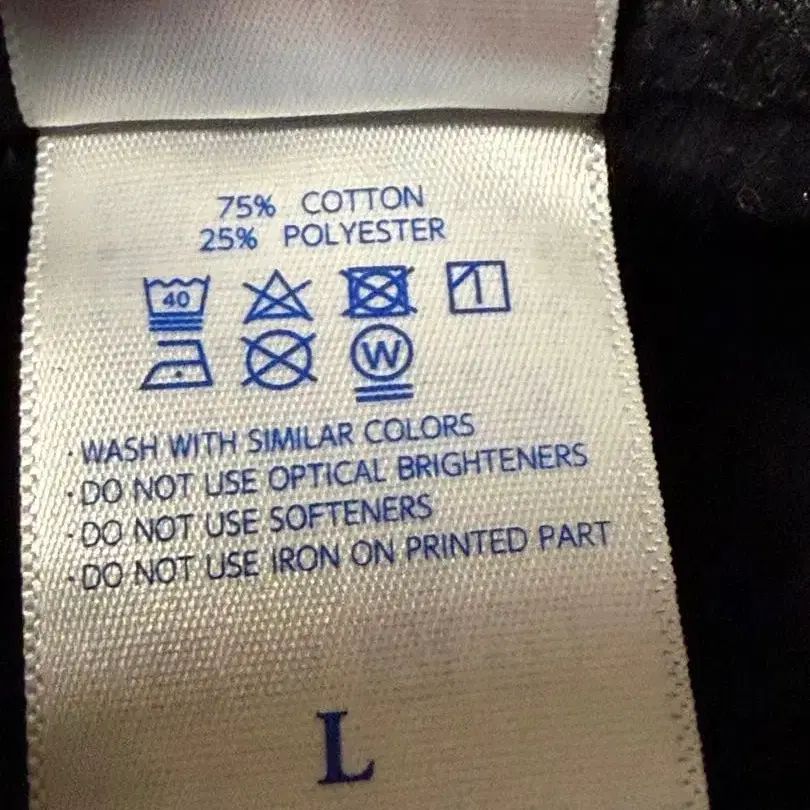 75% COTTON
25% POLYESTER
40
W
· WASH WITH SIMILAR COLORS
· DO NOT USE OPTICAL BRIGHTENERS
· DO NOT USE SOFTENERS
· DO NOT USE IRON ON PRINTED PART
L